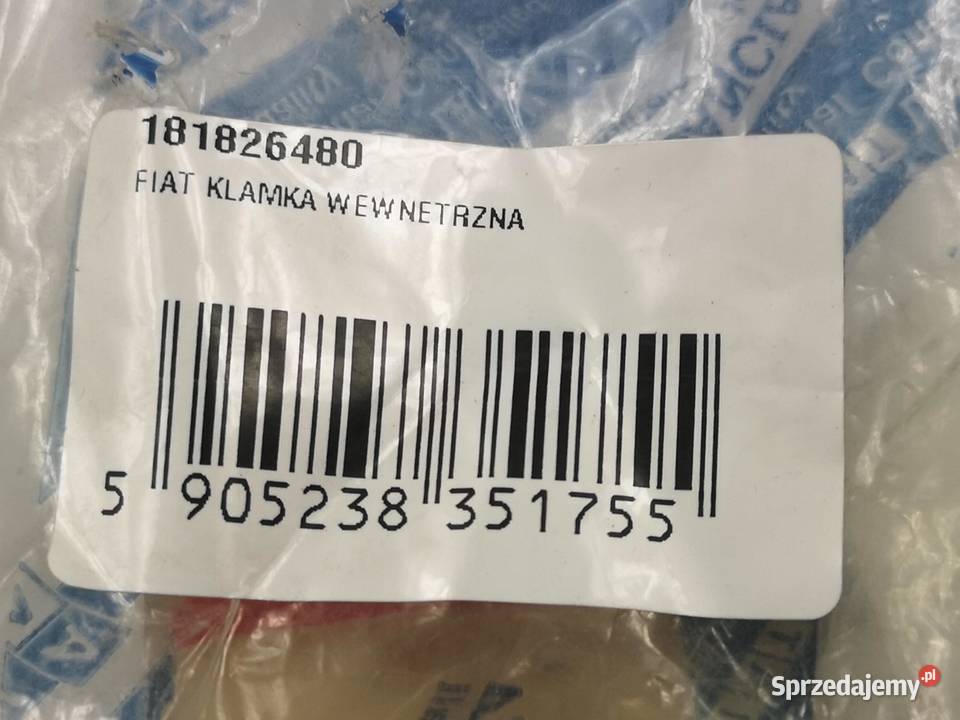 181826480
FIAT KLAMKA WEWNETRZNA
5 905238 351755
Sprzedajemy.pl